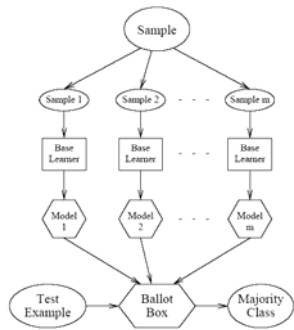 Sample
Sample 1
Sample 2
- - -
Sample m
Base
Learner
Base
Learner
- - -
Base
Learner
Model
1
Model
2
- - -
Model
m
Test
Example
Ballot
Box
Majority
Class